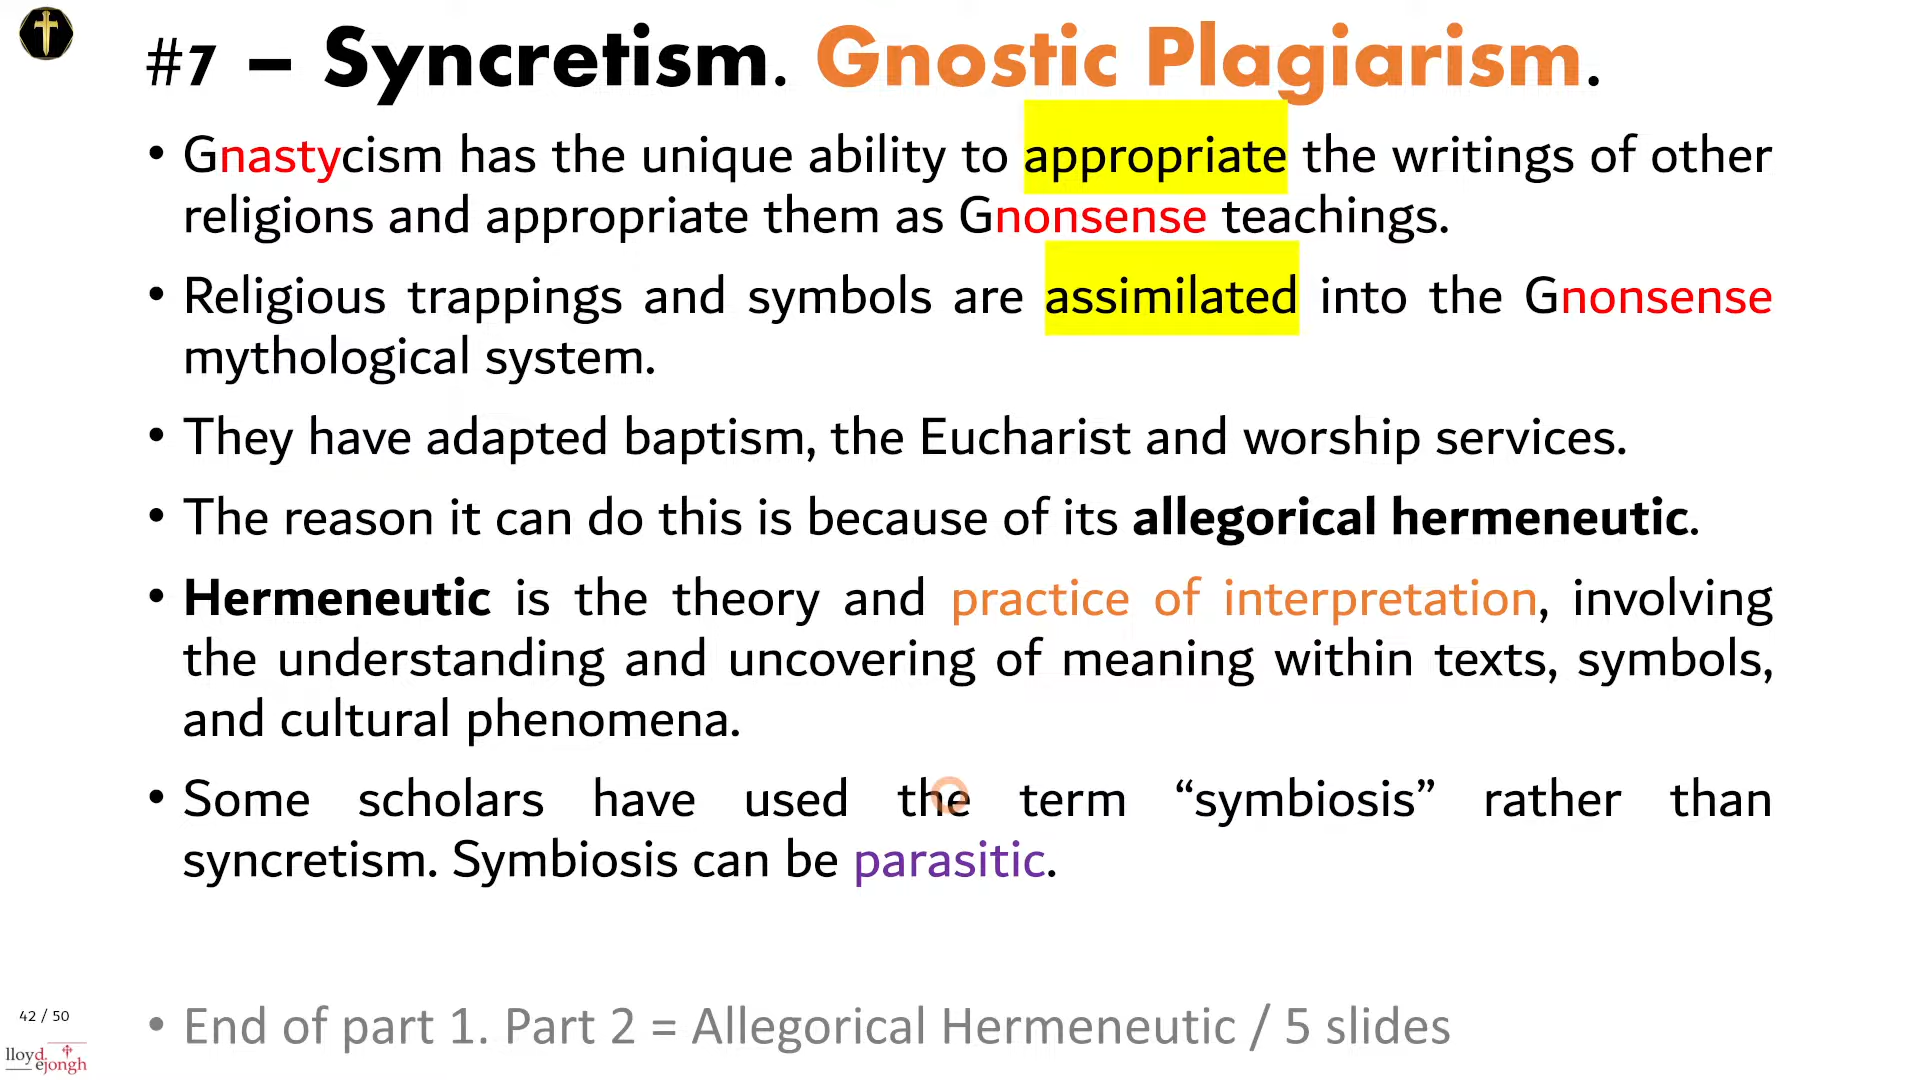 #7 – Syncretism. Gnostic Plagiarism.
• Gnastycism has the unique ability to appropriate the writings of other
religions and appropriate them as Gnonsense teachings.
• Religious trappings and symbols are assimilated into the Gnonsense
mythological system.
• They have adapted baptism, the Eucharist and worship services.
• The reason it can do this is because of its allegorical hermeneutic.
• Hermeneutic is the theory and practice of interpretation, involving
the understanding and uncovering of meaning within texts, symbols,
and cultural phenomena.
• Some scholars have used the term “symbiosis” rather than
syncretism. Symbiosis can be parasitic.
42 / 50
• End of part 1. Part 2 = Allegorical Hermeneutic / 5 slides
lloyd.
ejongh